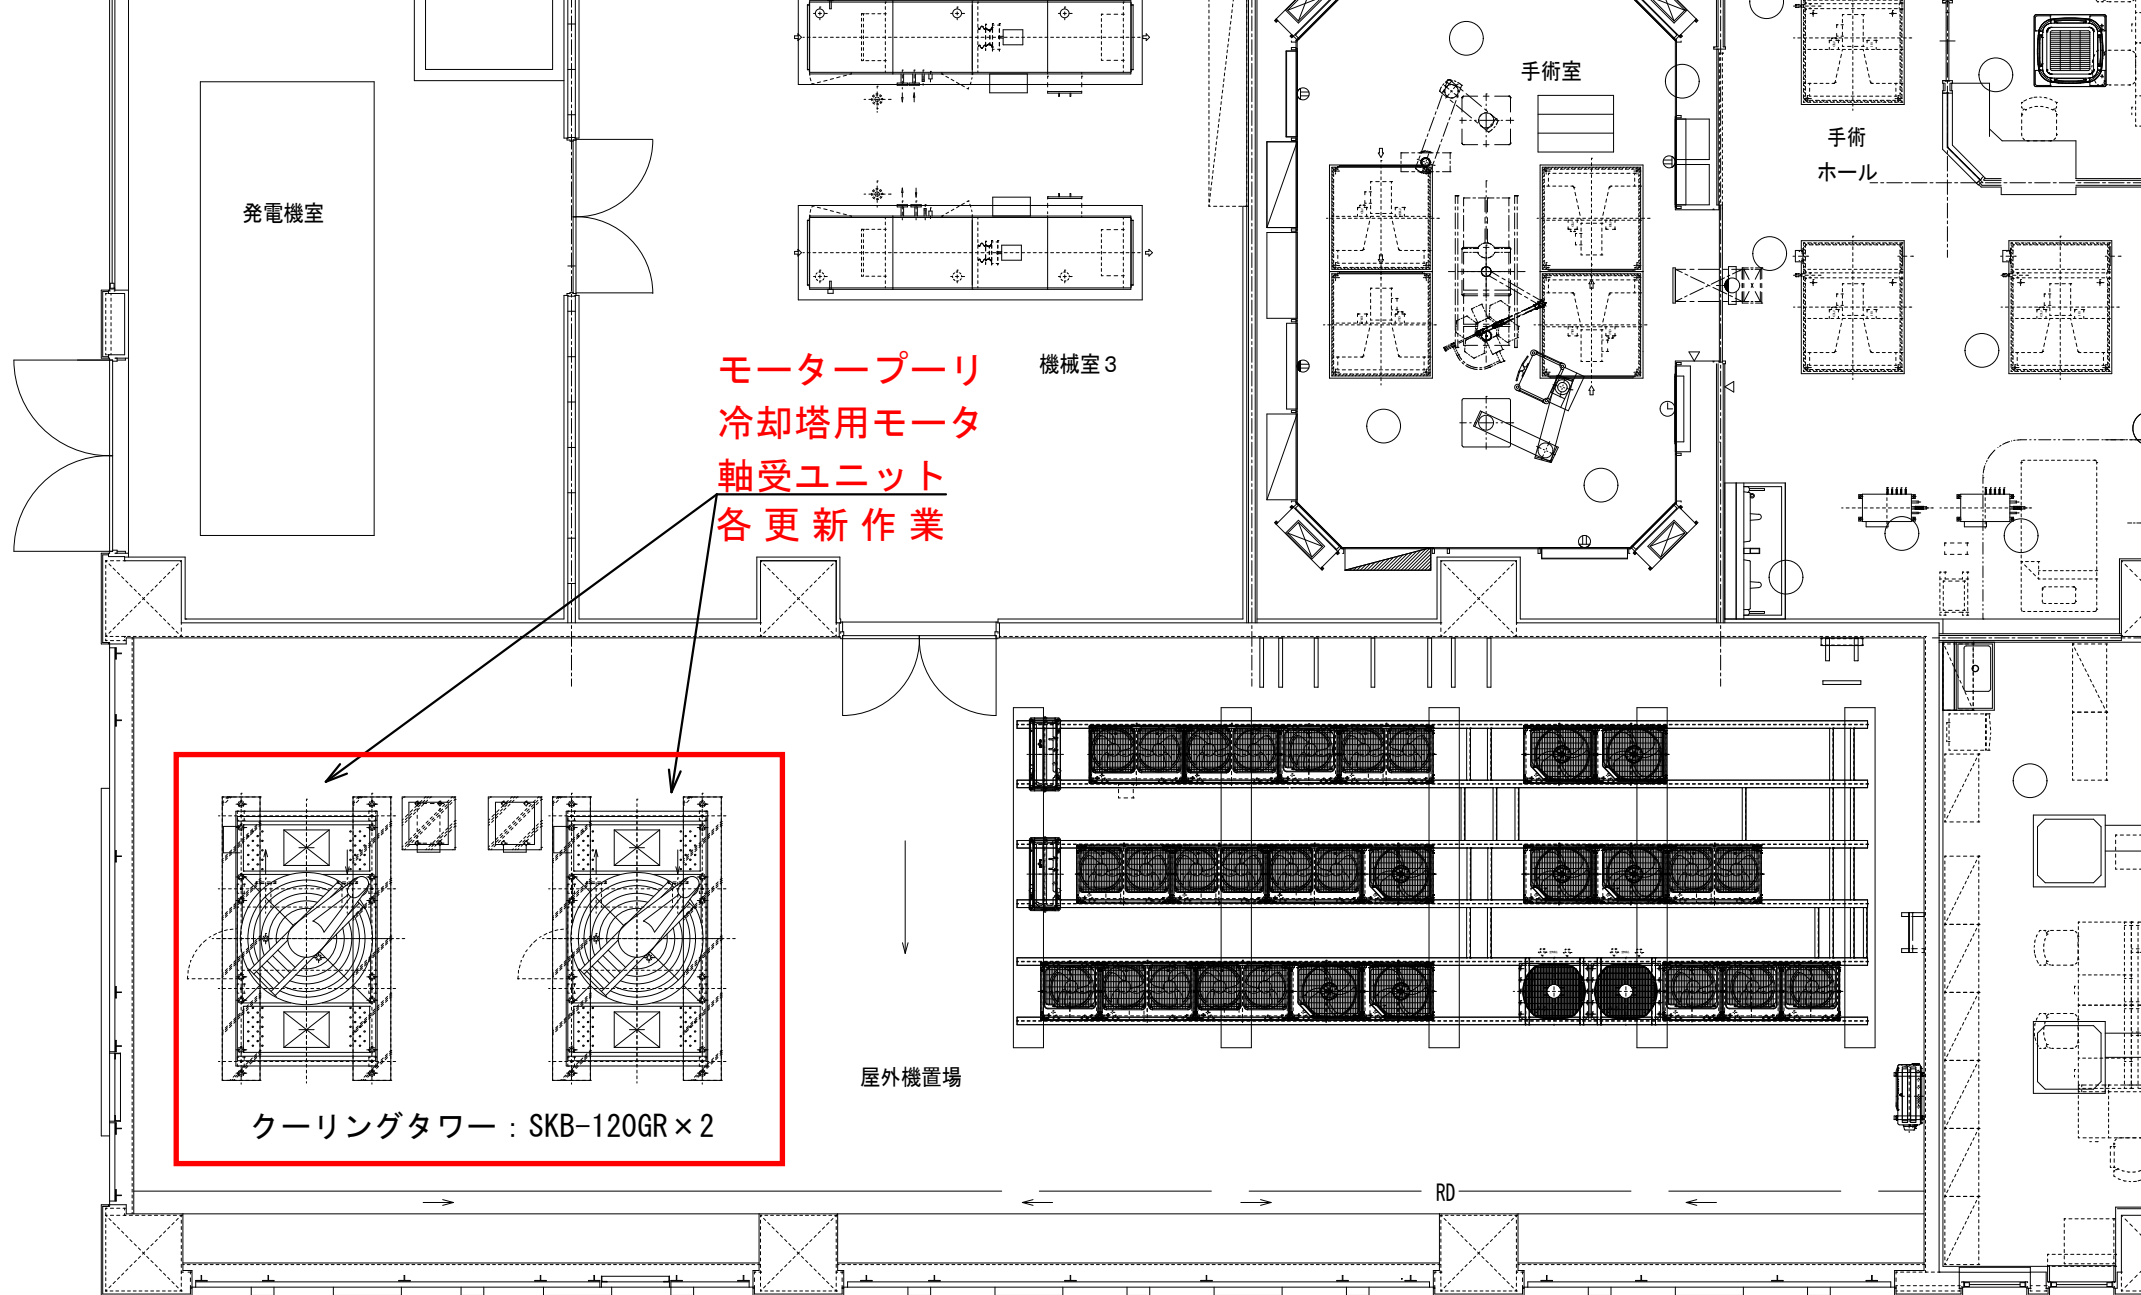 手術室
手術
ホール
発電機室
機械室3
モータープーリ
冷却塔用モータ
軸受ユニット
各更新作業
屋外機置場
クーリングタワー：SKB-120GR×2
RD